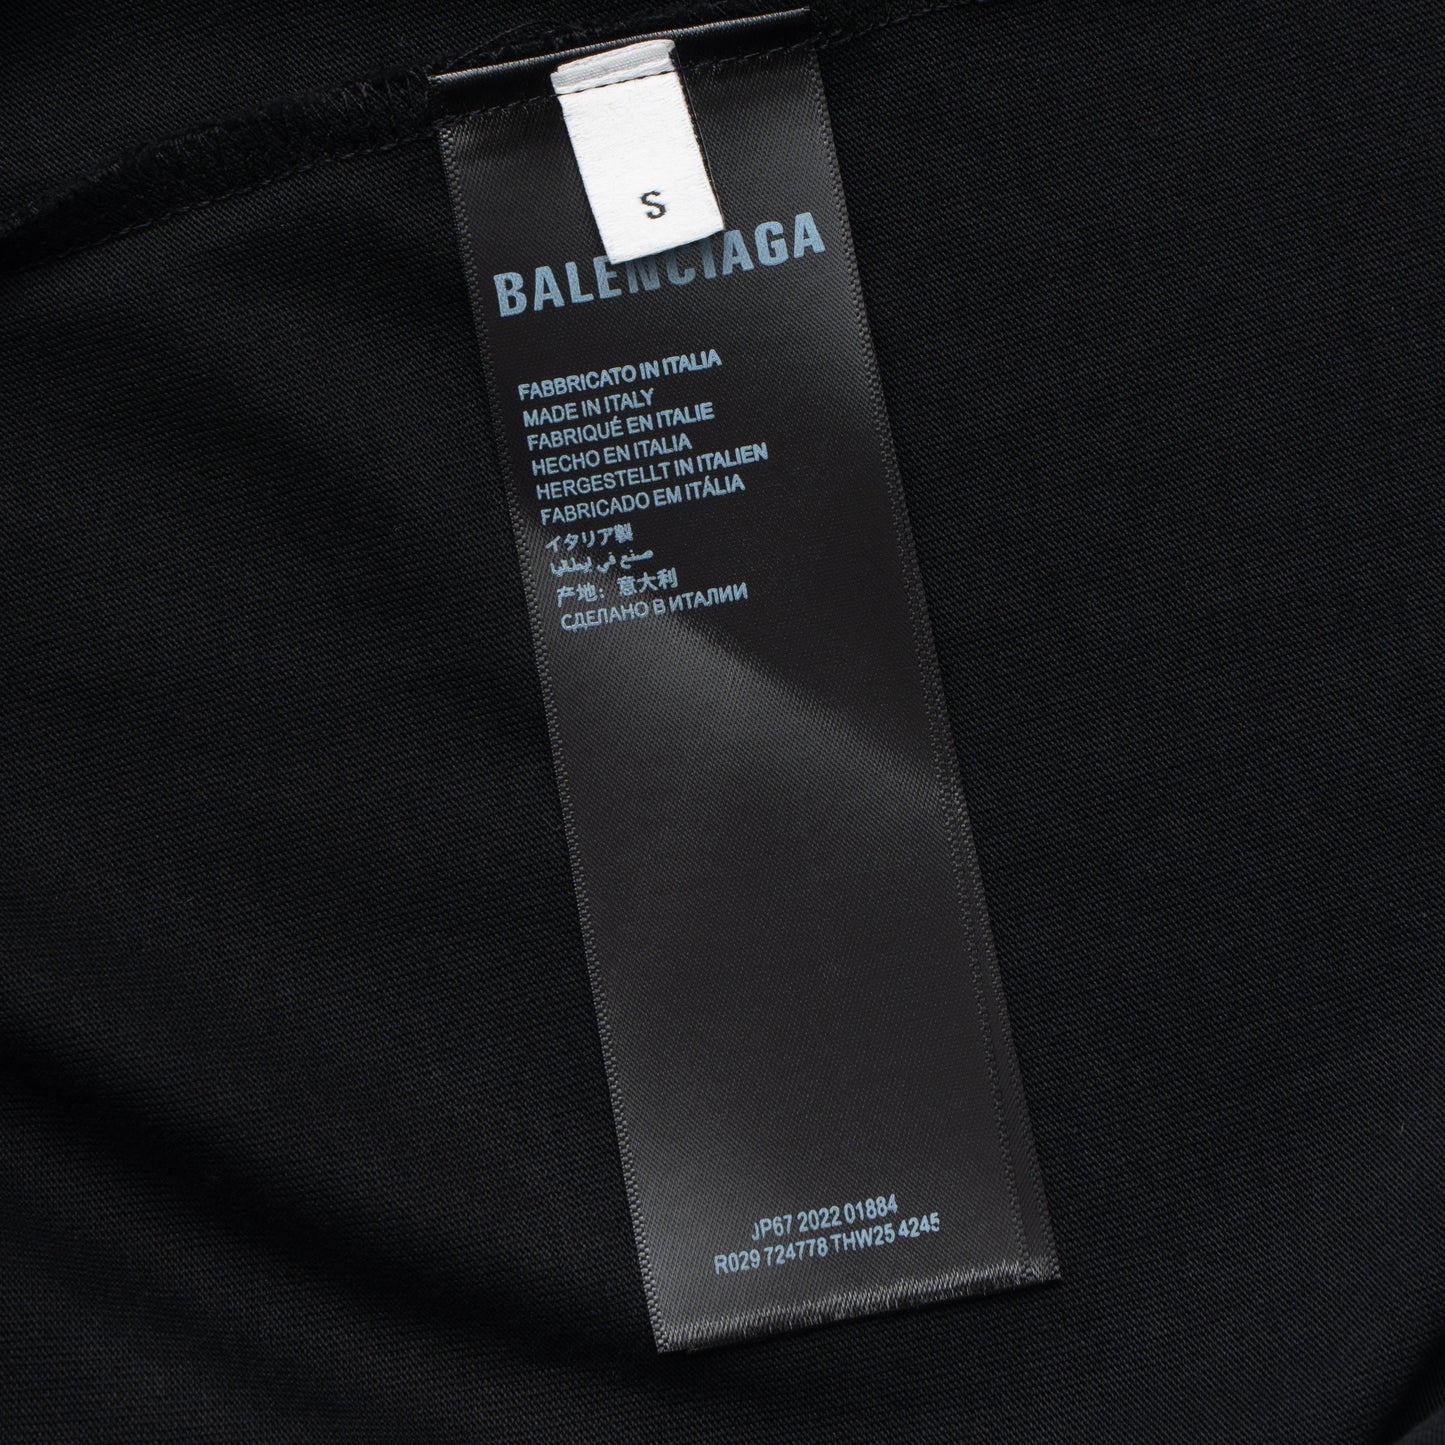 S
BALENCIAGA
FABBRICATO IN ITALIA
MADE IN ITALY
FABRIQUÉ EN ITALIE
HECHO EN ITALIA
HERGESTELLT IN ITALIEN
FABRICADO EM ITÁLIA
イタリア製
صنع في إيطاليا
产地：意大利
СДЕЛАНО В ИТАЛИИ
JP67 2022 01884
R029 724778 THW25 4245